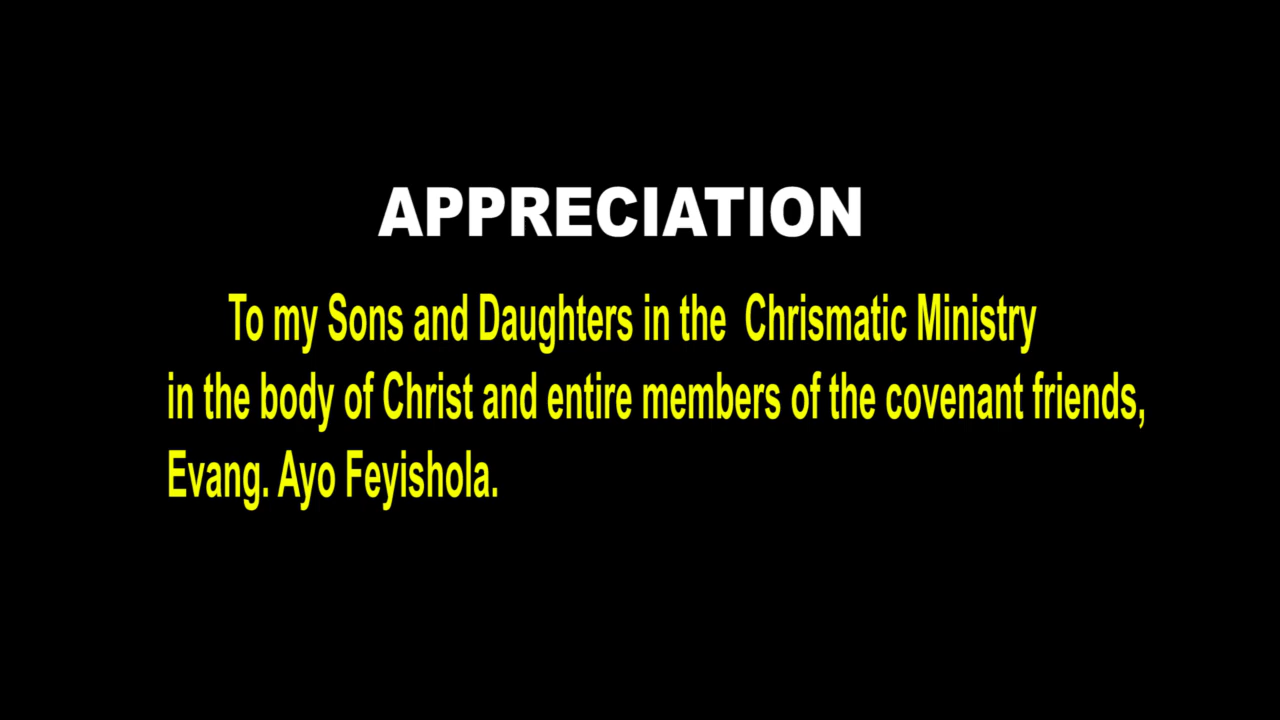 APPRECIATION
To my Sons and Daughters in the Chrismatic Ministry
in the body of Christ and entire members of the covenant friends,
Evang. Ayo Feyishola.